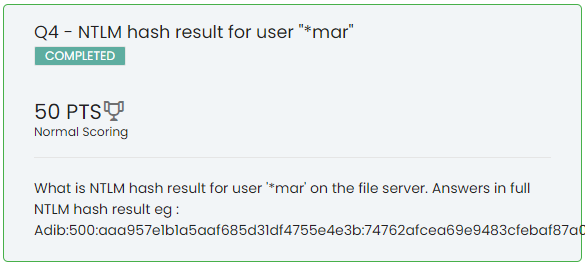 Q4 - NTLM hash result for user "*mar"
COMPLETED
50 PTS
Normal Scoring
What is NTLM hash result for user '*mar' on the file server. Answers in full
NTLM hash result eg :
Adib:500:aaa957e1b1a5aaf685d31df4755e4e3b:74762afcea69e9483cfebaf87a0